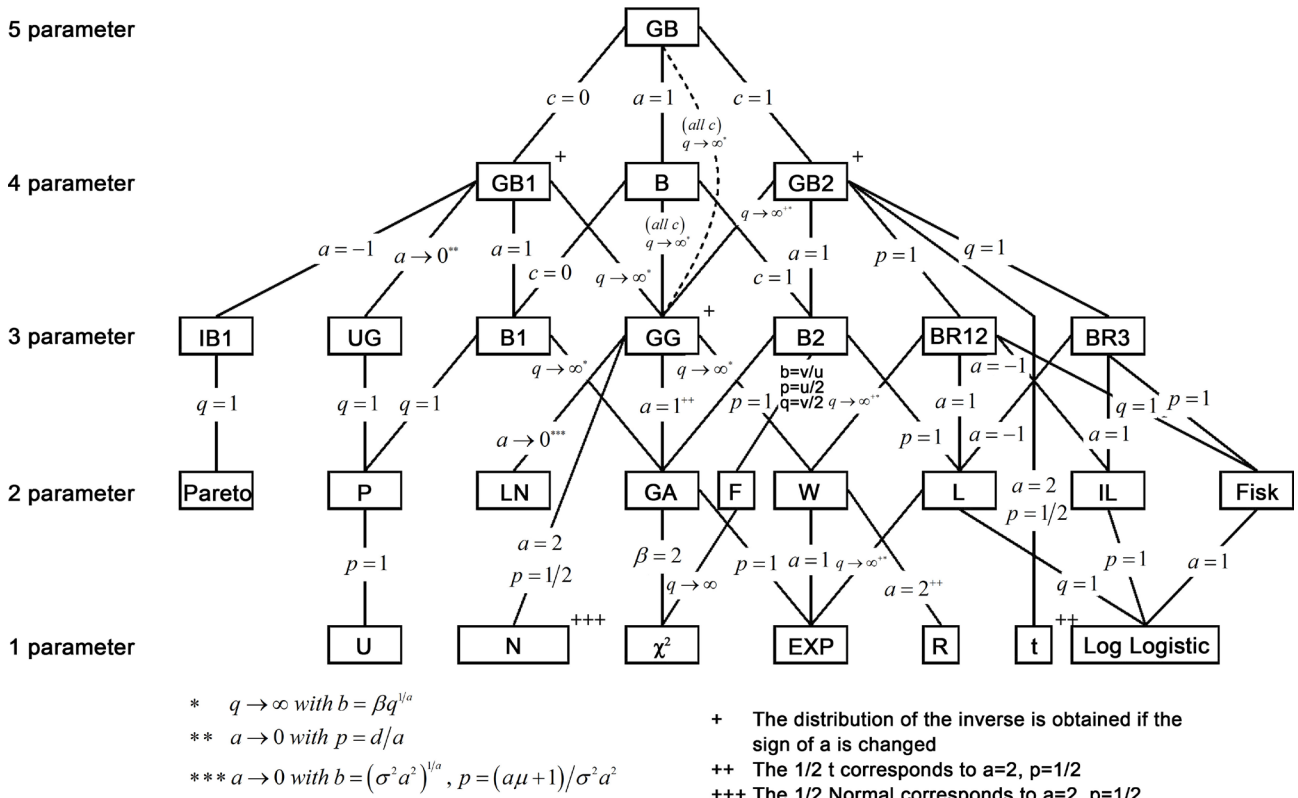 5 parameter
GB
c = 0
a = 1
c = 1
(all c)
q → ∞*
4 parameter
GB1
+
B
GB2
+
a = −1
a → 0**
a = 1
c = 0
q → ∞*
(all c)
q → ∞*
q → ∞⁺*
c = 1
a = 1
p = 1
q = 1
3 parameter
IB1
UG
B1
GG
+
B2
BR12
BR3
q = 1
q = 1
q = 1
q → ∞*
a → 0***
a = 1⁺⁺
q → ∞*
p = 1
b=v/u
p=u/2
q=v/2
q → ∞⁺*
p = 1
a = 1
a = −1
a = −1
a = 1
q = 1
p = 1
2 parameter
Pareto
P
LN
GA
F
W
L
a = 2
p = 1/2
IL
Fisk
p = 1
a = 2
p = 1/2
β = 2
q → ∞
p = 1
a = 1
q → ∞⁺*
a = 2⁺⁺
q = 1
p = 1
a = 1
1 parameter
U
N
+++
χ²
EXP
R
t
++
Log Logistic
* q → ∞ with b = βq^{1/a}
** a → 0 with p = d/a
*** a → 0 with b = (σ²a²)^{1/a}, p = (aμ + 1)/σ²a²
+ The distribution of the inverse is obtained if the
sign of a is changed
++ The 1/2 t corresponds to a=2, p=1/2
+++ The 1/2 Normal corresponds to a=2, p=1/2